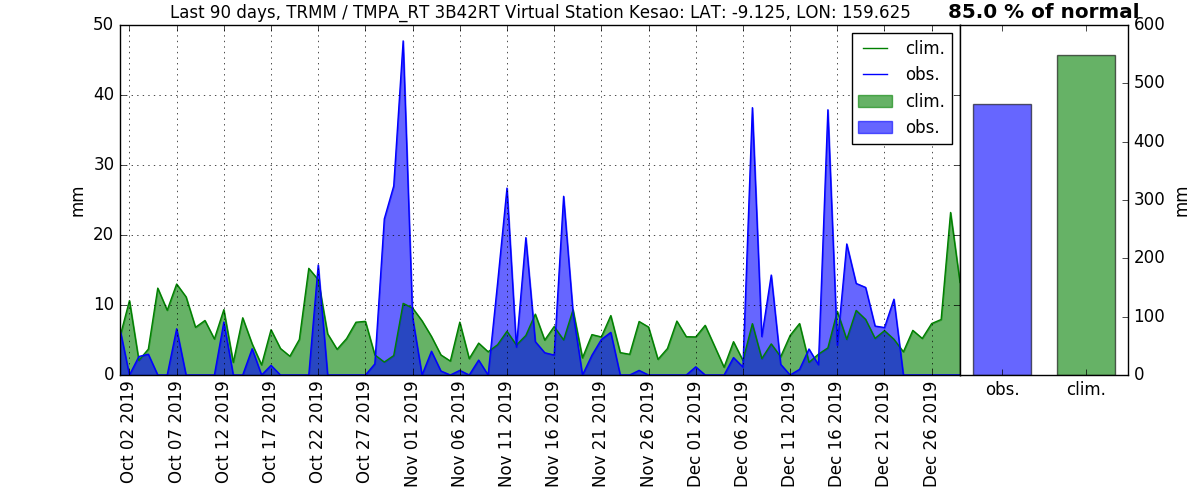 Last 90 days, TRMM / TMPA_RT 3B42RT Virtual Station Kesao: LAT: -9.125, LON: 159.625
85.0 % of normal
50
40
30
20
10
0
mm
clim.
obs.
clim.
obs.
600
500
400
300
200
100
0
mm
obs.
clim.
Oct 02 2019
Oct 07 2019
Oct 12 2019
Oct 17 2019
Oct 22 2019
Oct 27 2019
Nov 01 2019
Nov 06 2019
Nov 11 2019
Nov 16 2019
Nov 21 2019
Nov 26 2019
Dec 01 2019
Dec 06 2019
Dec 11 2019
Dec 16 2019
Dec 21 2019
Dec 26 2019